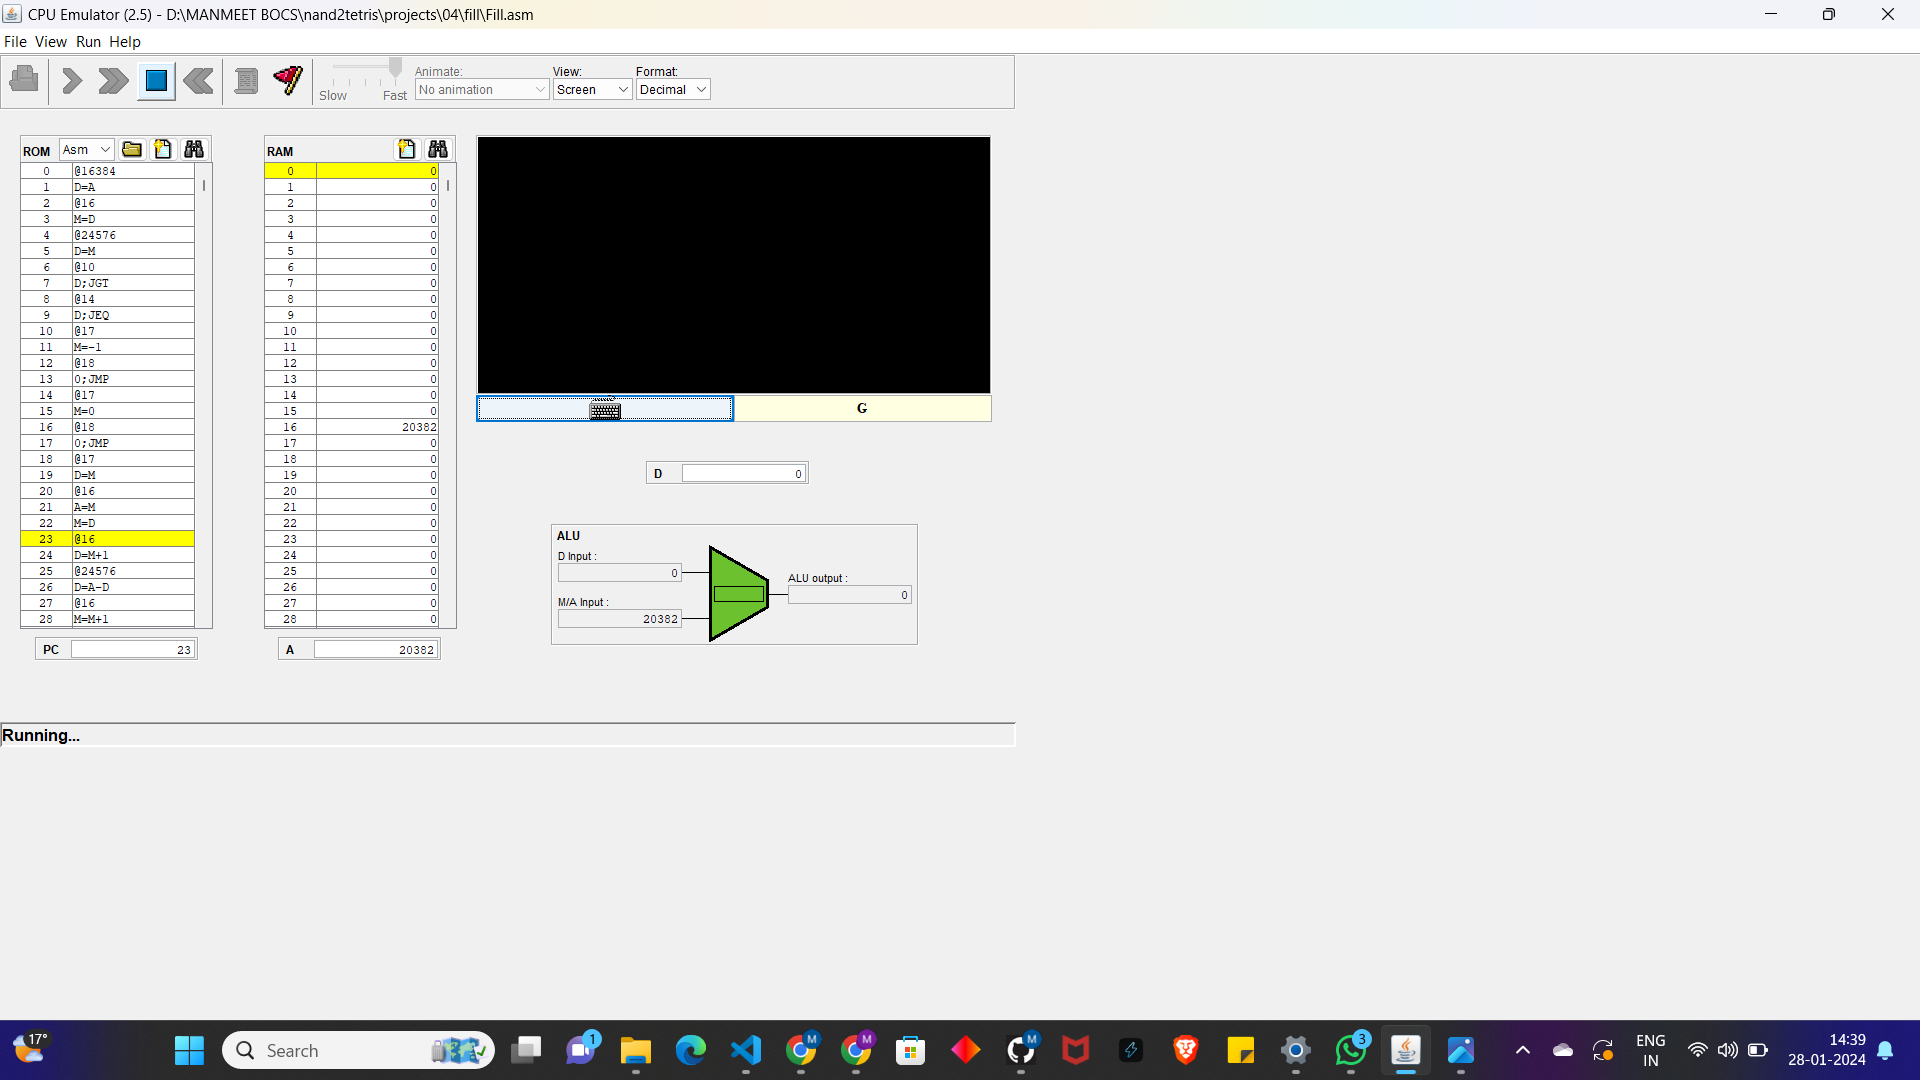 CPU Emulator (2.5) - D:\MANMEET BOCS\nand2tetris\projects\04\fill\Fill.asm
File View Run Help
Slow Fast
Animate:
No animation
View:
Screen
Format:
Decimal
ROM Asm
0 @16384
1 D=A
2 @16
3 M=D
4 @24576
5 D=M
6 @10
7 D;JGT
8 @14
9 D;JEQ
10 @17
11 M=-1
12 @18
13 0;JMP
14 @17
15 M=0
16 @18
17 0;JMP
18 @17
19 D=M
20 @16
21 A=M
22 M=D
23 @16
24 D=M+1
25 @24576
26 D=A-D
27 @16
28 M=M+1
PC 23
RAM
0 0
1 0
2 0
3 0
4 0
5 0
6 0
7 0
8 0
9 0
10 0
11 0
12 0
13 0
14 0
15 0
16 20382
17 0
18 0
19 0
20 0
21 0
22 0
23 0
24 0
25 0
26 0
27 0
28 0
A 20382
G
D 0
ALU
D Input :
0
M/A Input :
20382
ALU output :
0
Running...
17°
Search
1
M
M
M
3
ENG
IN
14:39
28-01-2024